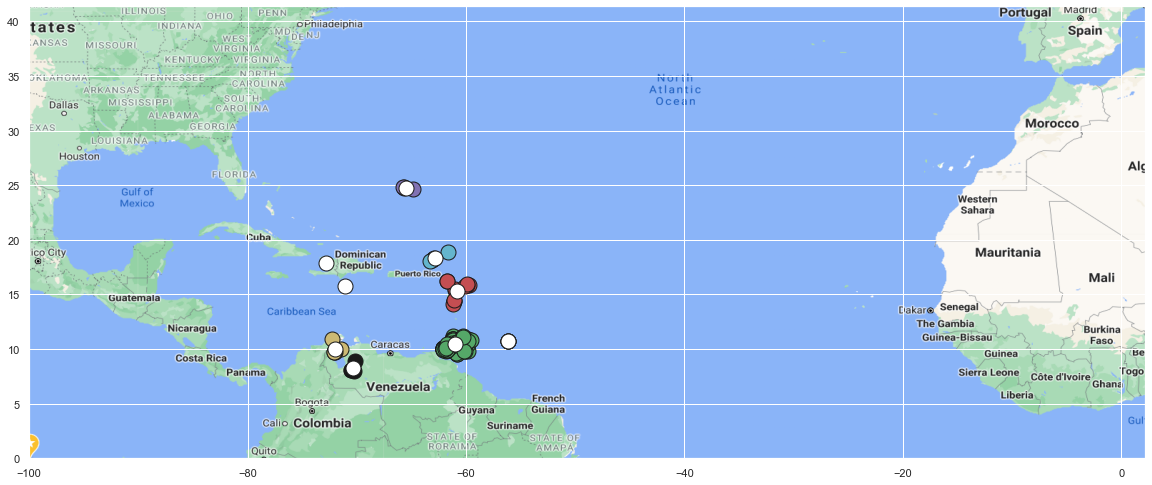 ILLINOIS
OHIO
PENN
Philadelphia
INDIANA
MD
DE
NJ
WEST
VIRGINIA
VIRGINIA
MISSOURI
KENTUCKY
KANSAS
tates
OKLAHOMA
TENNESSEE
NORTH
CAROLINA
ARKANSAS
SOUTH
CAROLINA
MISSISSIPPI
Dallas
ALABAMA
GEORGIA
EXAS
LOUISIANA
Houston
FLORIDA
Gulf of
Mexico
ico City
Cuba
Dominican
Republic
Puerto Rico
Guatemala
Caribbean Sea
Nicaragua
Costa Rica
Panama
Caracas
Venezuela
Bogota
Colombia
Cali
Guyana
French
Guiana
Suriname
STATE OF
RORAIMA
STATE OF
AMAPA
Quito
North
Atlantic
Ocean
Portugal
Madrid
Spain
Morocco
Alg
Western
Sahara
Mauritania
Mali
Dakar
Senegal
The Gambia
Guinea-Bissau
Guinea
Burkina
Faso
Be
Sierra Leone
Côte d'Ivoire
Togo
Ghana
Liberia
Gulf
40
35
30
25
20
15
10
5
0
−100
−80
−60
−40
−20
0